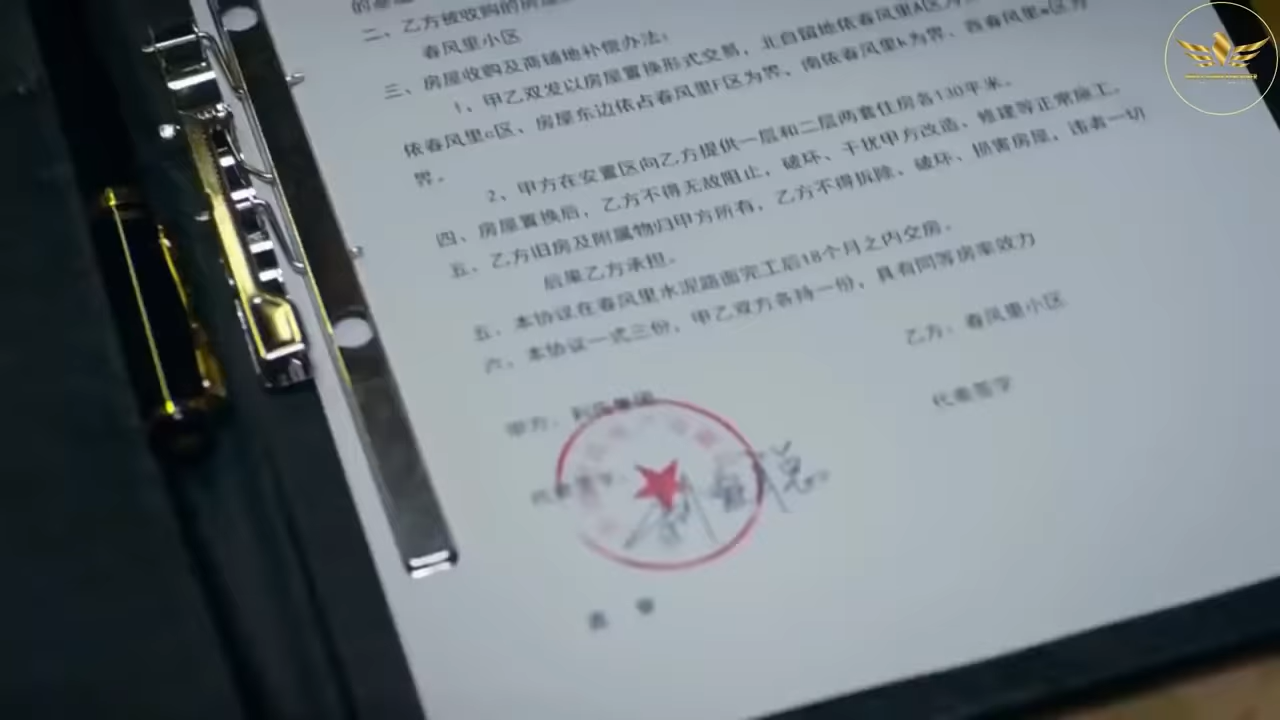 二、乙方被收购的房屋
春风里小区
三、房屋收购及商铺地补偿办法：
1、甲乙双发以房屋置换形式交易，北自留地依春风里A区为
依春风里c区、房屋东边依占春风里F区为界、南依春风里k为界、西春风里
界。
2、甲方在安置区向乙方提供一层和二层两套住房各130平米。
四、房屋置换后，乙方不得无故阻止，破坏、干扰甲方改造、修建等正常施工。
五、乙方旧房及附属物归甲方所有，乙方不得拆除、破坏、损害房屋，违者一切
后果乙方承担。
五、本协议在春风里水泥路面完工后18个月之内交房。
六、本协议一式三份，甲乙双方各持一份，具有同等房率效力
乙方：春风里小区
甲方：
代表签字
盖 章